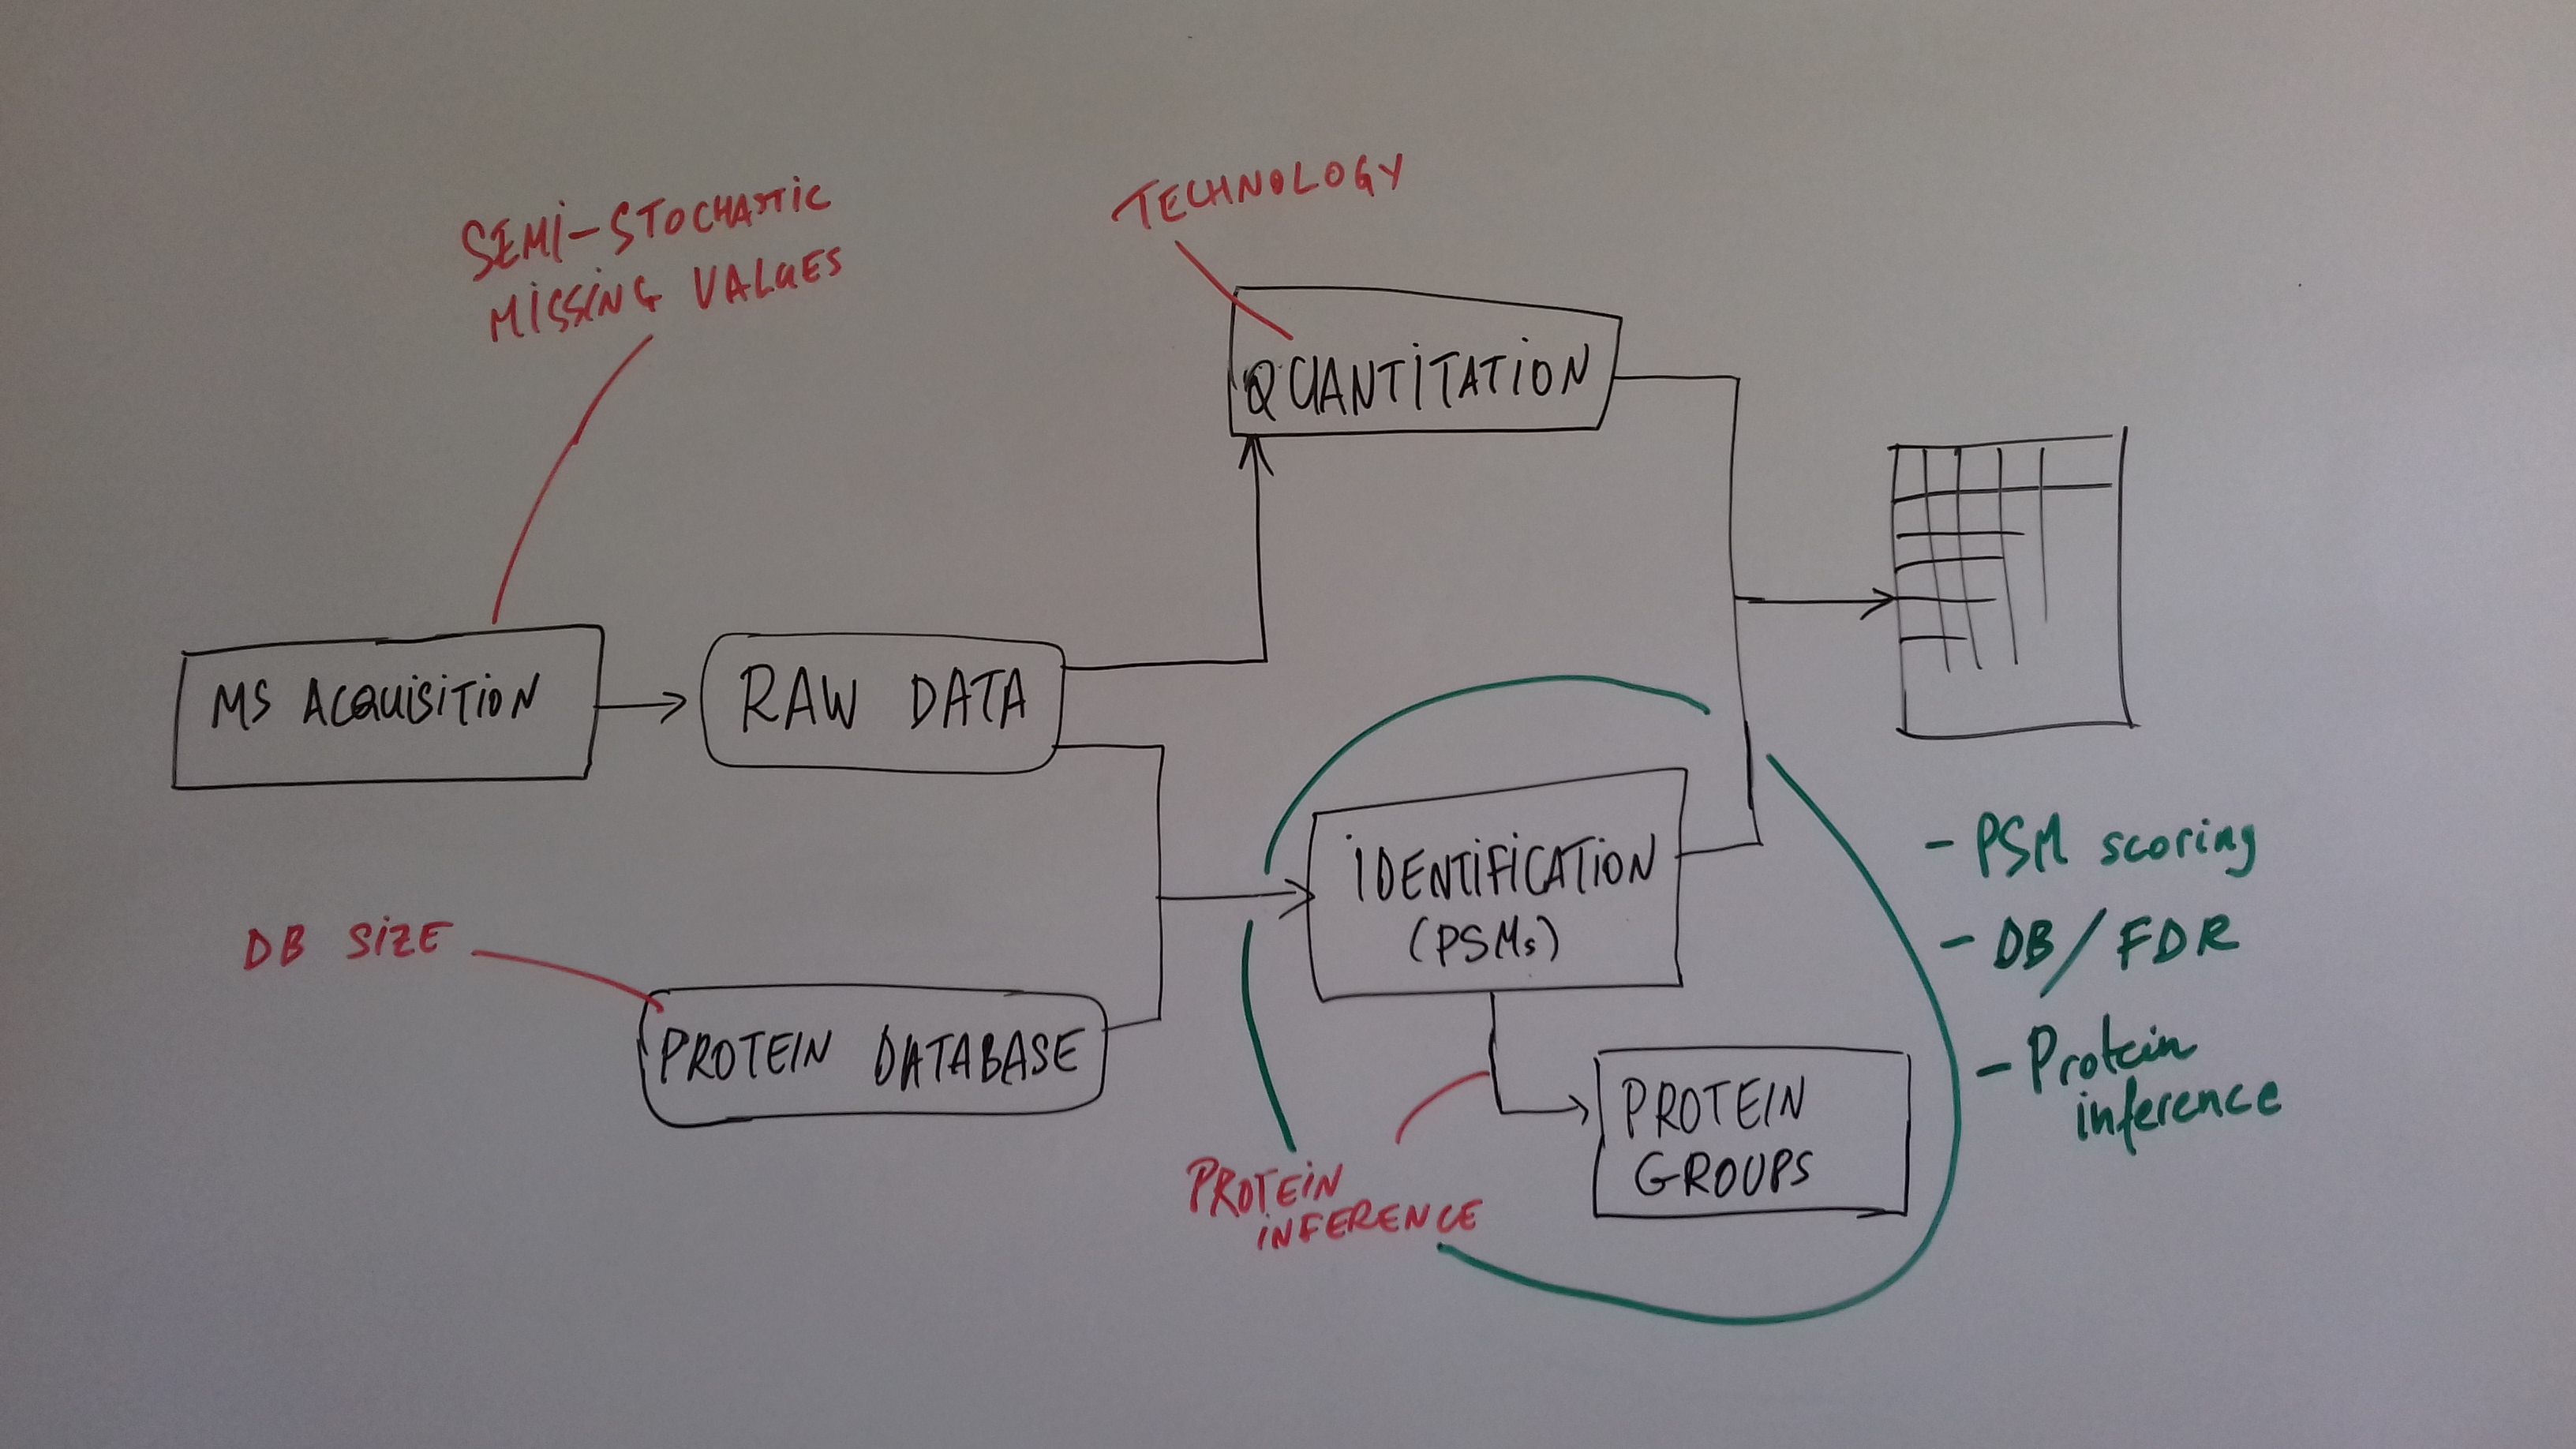 SEMI-STOCHASTIC
MISSING VALUES
TECHNOLOGY
QUANTITATION
MS ACQUISITION
RAW DATA
IDENTIFICATION
(PSMs)
DB SIZE
PROTEIN DATABASE
PROTEIN
INFERENCE
PROTEIN
GROUPS
- PSM scoring
- DB / FDR
- Protein
inference